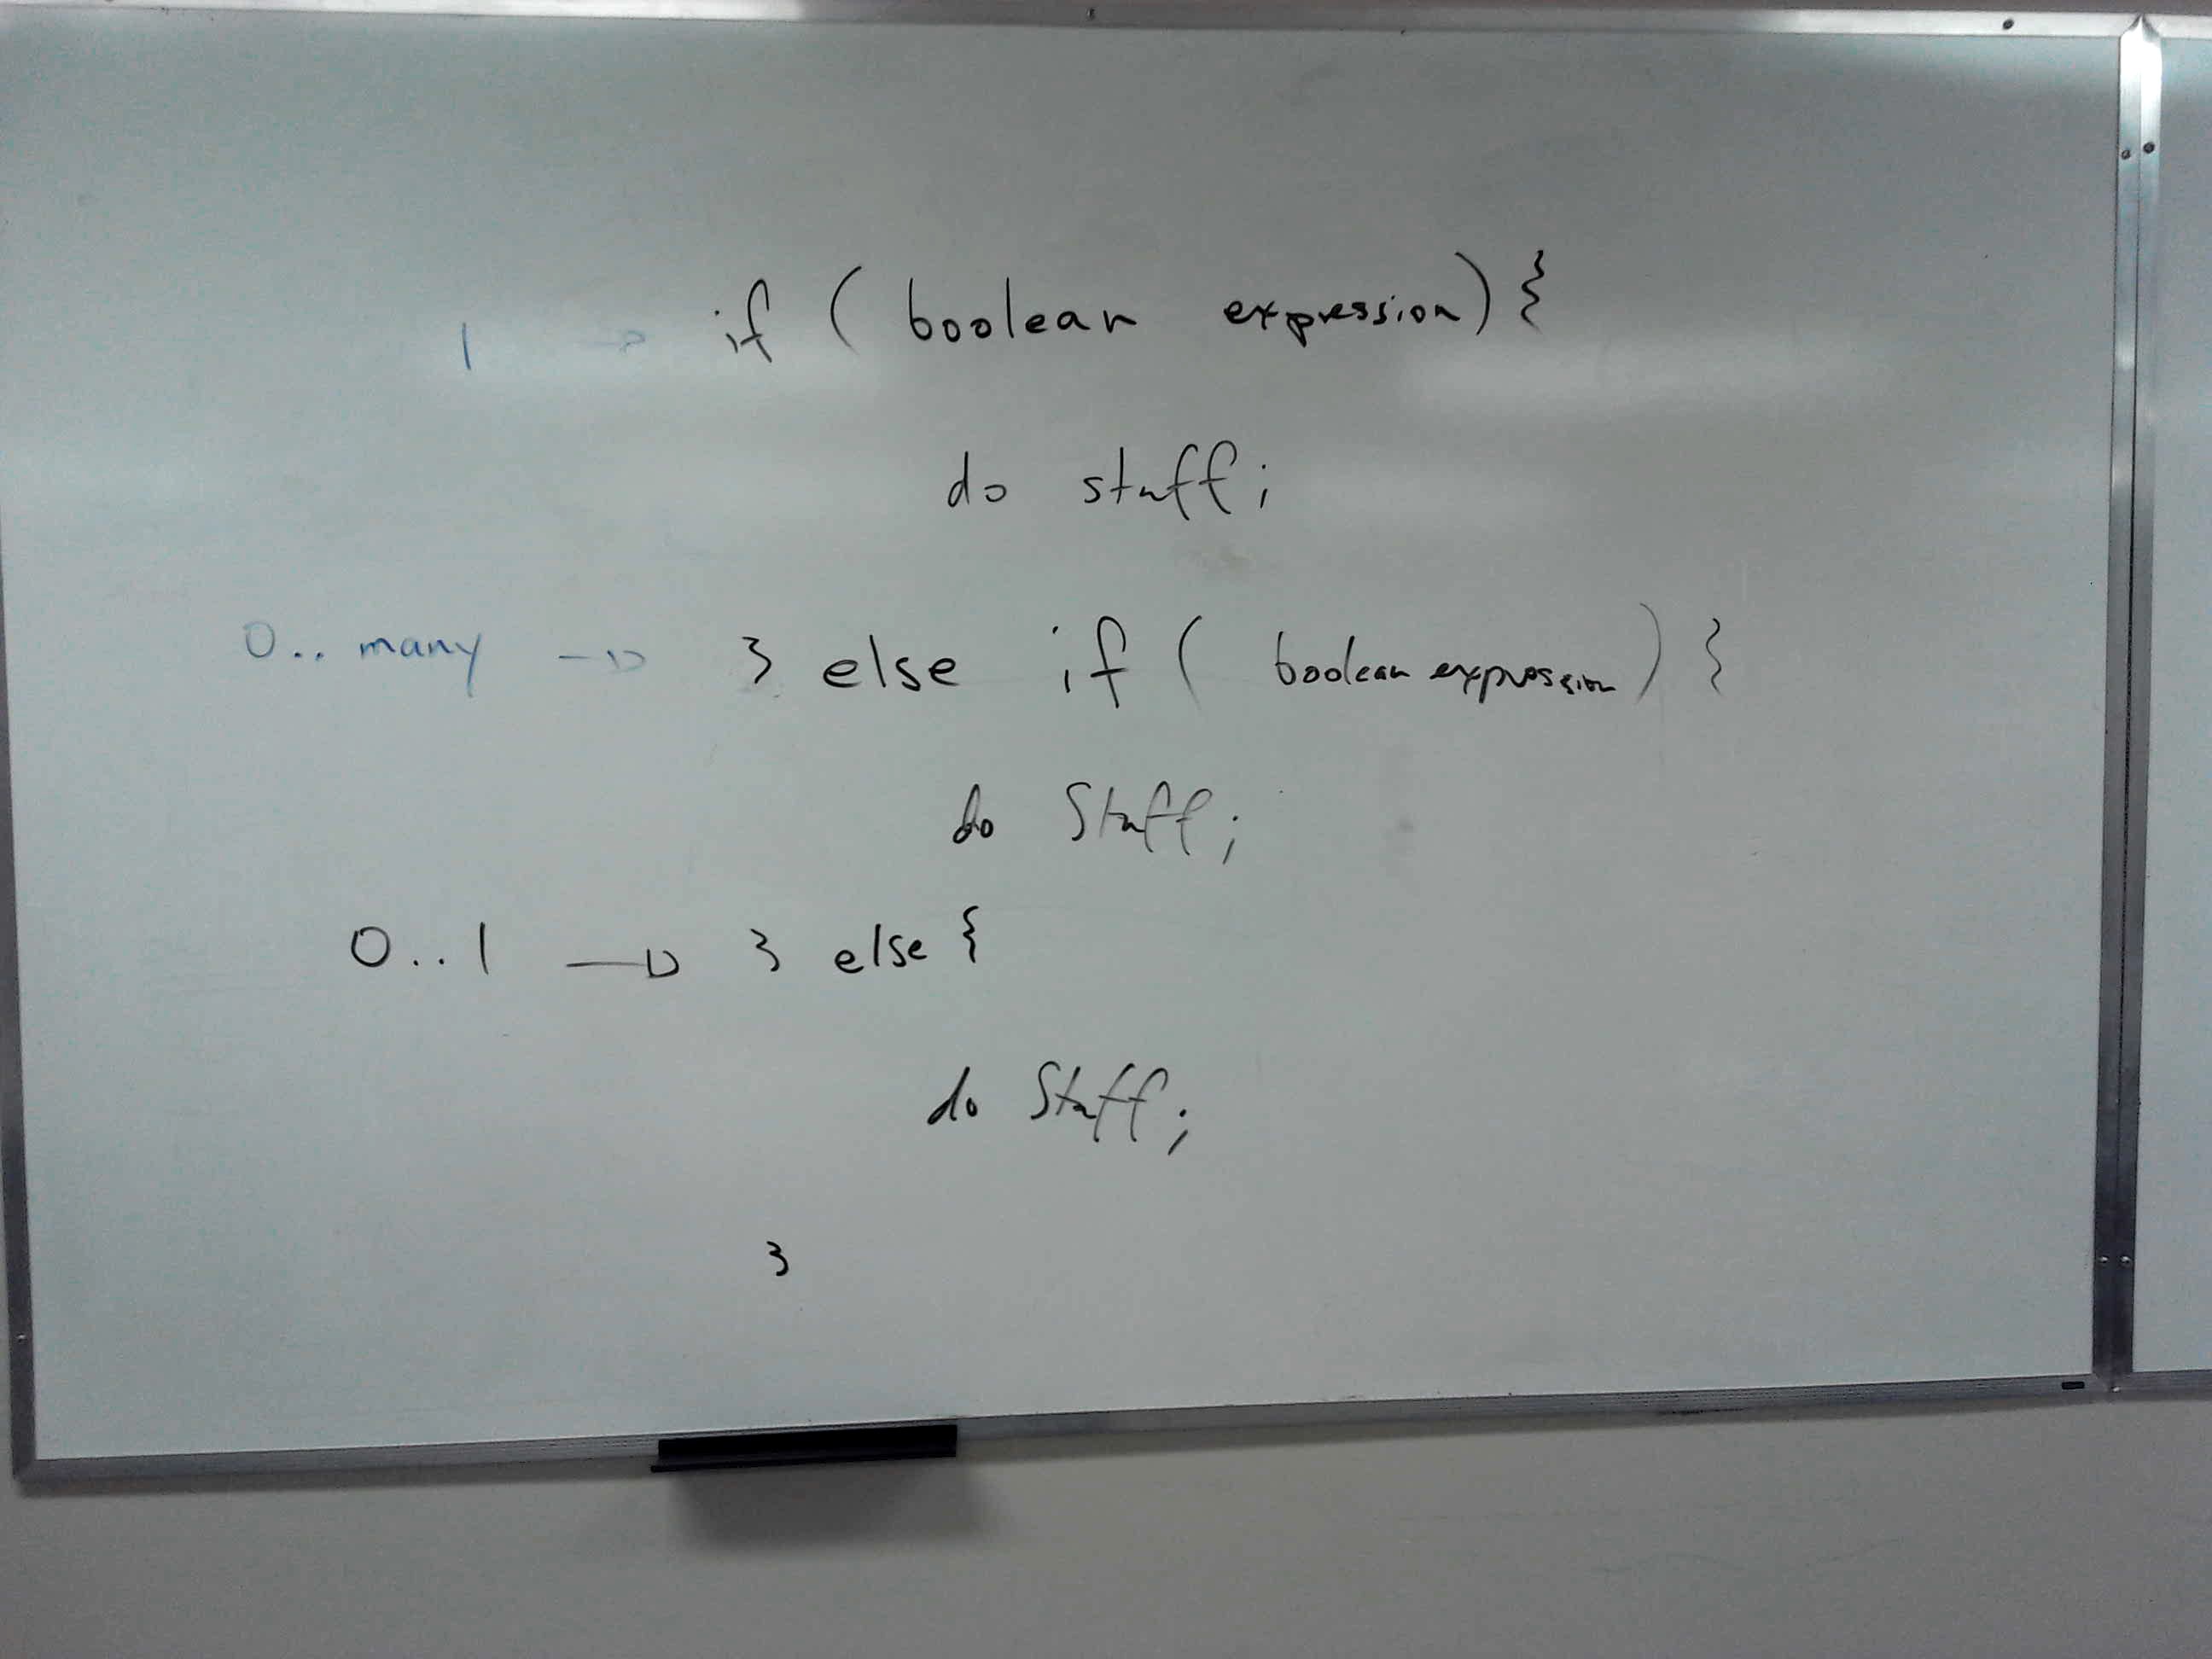 1 → if ( boolean expression) {
do stuff;
0.. many → } else if ( boolean expression) {
do Stuff;
0..1 → } else {
do Stuff;
}